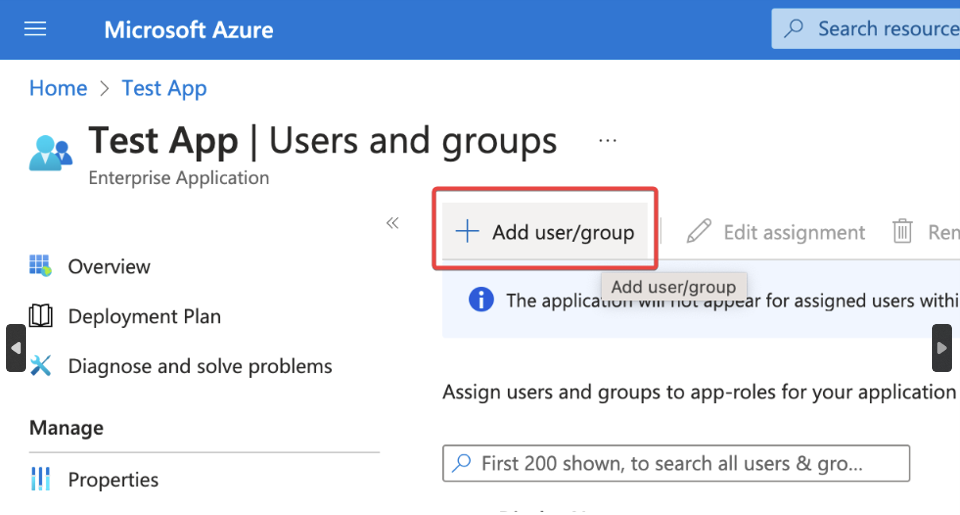 Microsoft Azure
Search resource
Home > Test App
Test App | Users and groups ...
Enterprise Application
«
+ Add user/group
Edit assignment
Ren
Add user/group
Overview
The application will not appear for assigned users withi
Deployment Plan
Diagnose and solve problems
Assign users and groups to app-roles for your application
Manage
First 200 shown, to search all users & gro...
Properties